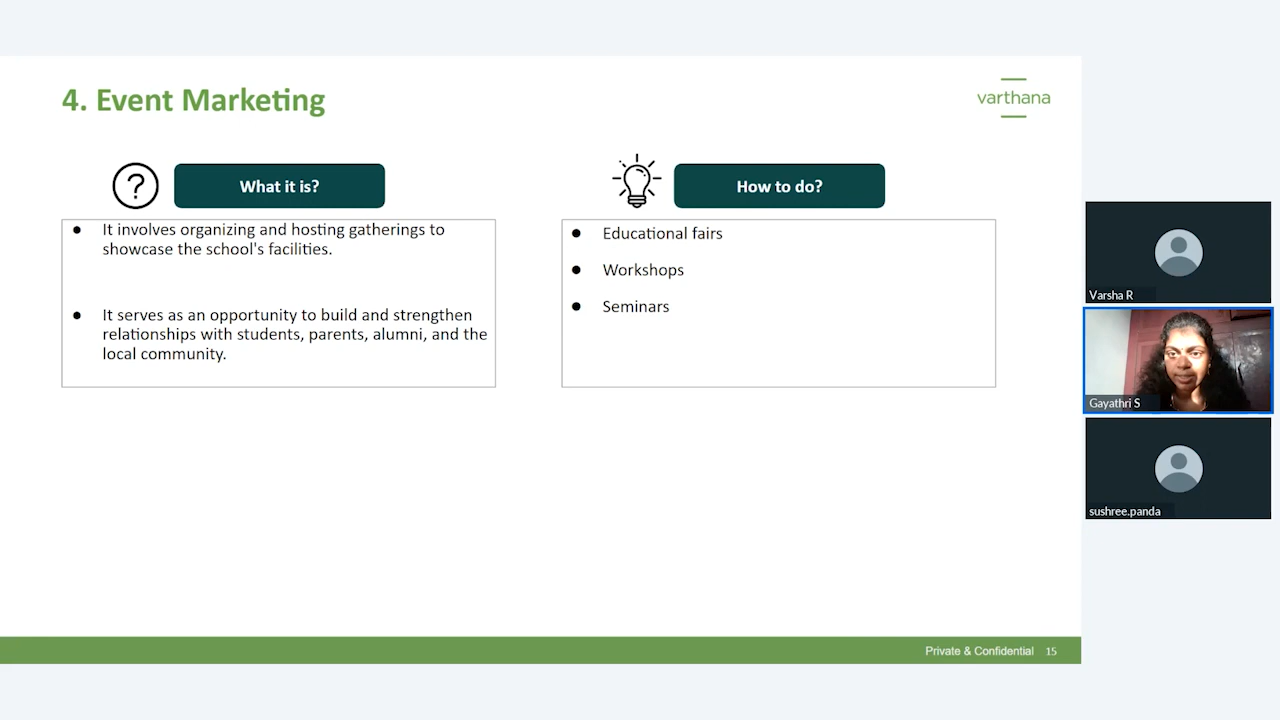 4. Event Marketing
varthana
?
What it is?
How to do?
● It involves organizing and hosting gatherings to
showcase the school's facilities.
● It serves as an opportunity to build and strengthen
relationships with students, parents, alumni, and the
local community.
● Educational fairs
● Workshops
● Seminars
Varsha R
Gayathri S
sushree.panda
Private & Confidential 15